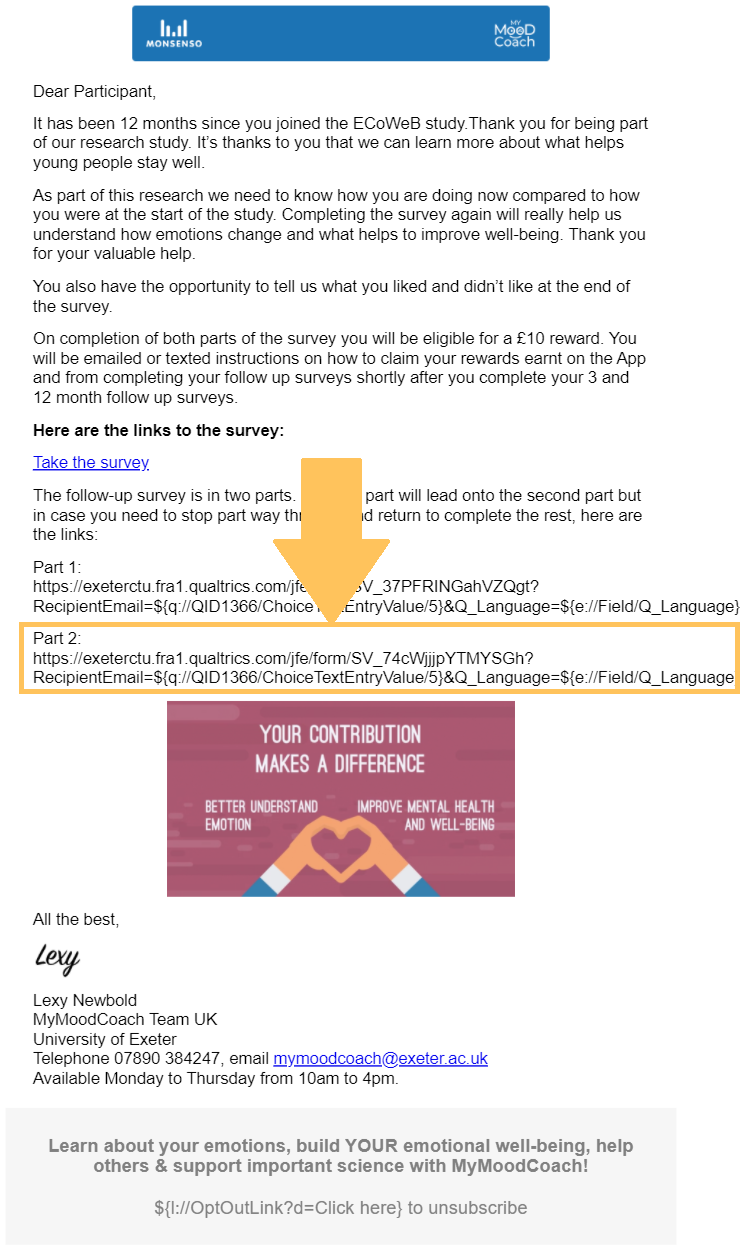 MONSENSO
MY
MOOD
Coach
Dear Participant,
It has been 12 months since you joined the ECoWeB study.Thank you for being part
of our research study. It’s thanks to you that we can learn more about what helps
young people stay well.
As part of this research we need to know how you are doing now compared to how
you were at the start of the study. Completing the survey again will really help us
understand how emotions change and what helps to improve well-being. Thank you
for your valuable help.
You also have the opportunity to tell us what you liked and didn’t like at the end of
the survey.
On completion of both parts of the survey you will be eligible for a £10 reward. You
will be emailed or texted instructions on how to claim your rewards earnt on the App
and from completing your follow up surveys shortly after you complete your 3 and
12 month follow up surveys.
Here are the links to the survey:
Take the survey
The follow-up survey is in two parts. part will lead onto the second part but
in case you need to stop part way return to complete the rest, here are
the links:
Part 1:
https://exeterctu.fra1.qualtrics.com/jfe SV_37PFRINGahVZQgt?
RecipientEmail=${q://QID1366/ChoiceTextEntryValue/5}&Q_Language=${e://Field/Q_Language}
Part 2:
https://exeterctu.fra1.qualtrics.com/jfe/form/SV_74cWjjjpYTMYSGh?
RecipientEmail=${q://QID1366/ChoiceTextEntryValue/5}&Q_Language=${e://Field/Q_Language
YOUR CONTRIBUTION
MAKES A DIFFERENCE
BETTER UNDERSTAND
EMOTION
IMPROVE MENTAL HEALTH
AND WELL-BEING
All the best,
Lexy
Lexy Newbold
MyMoodCoach Team UK
University of Exeter
Telephone 07890 384247, email mymoodcoach@exeter.ac.uk
Available Monday to Thursday from 10am to 4pm.
Learn about your emotions, build YOUR emotional well-being, help
others & support important science with MyMoodCoach!
${l://OptOutLink?d=Click here} to unsubscribe